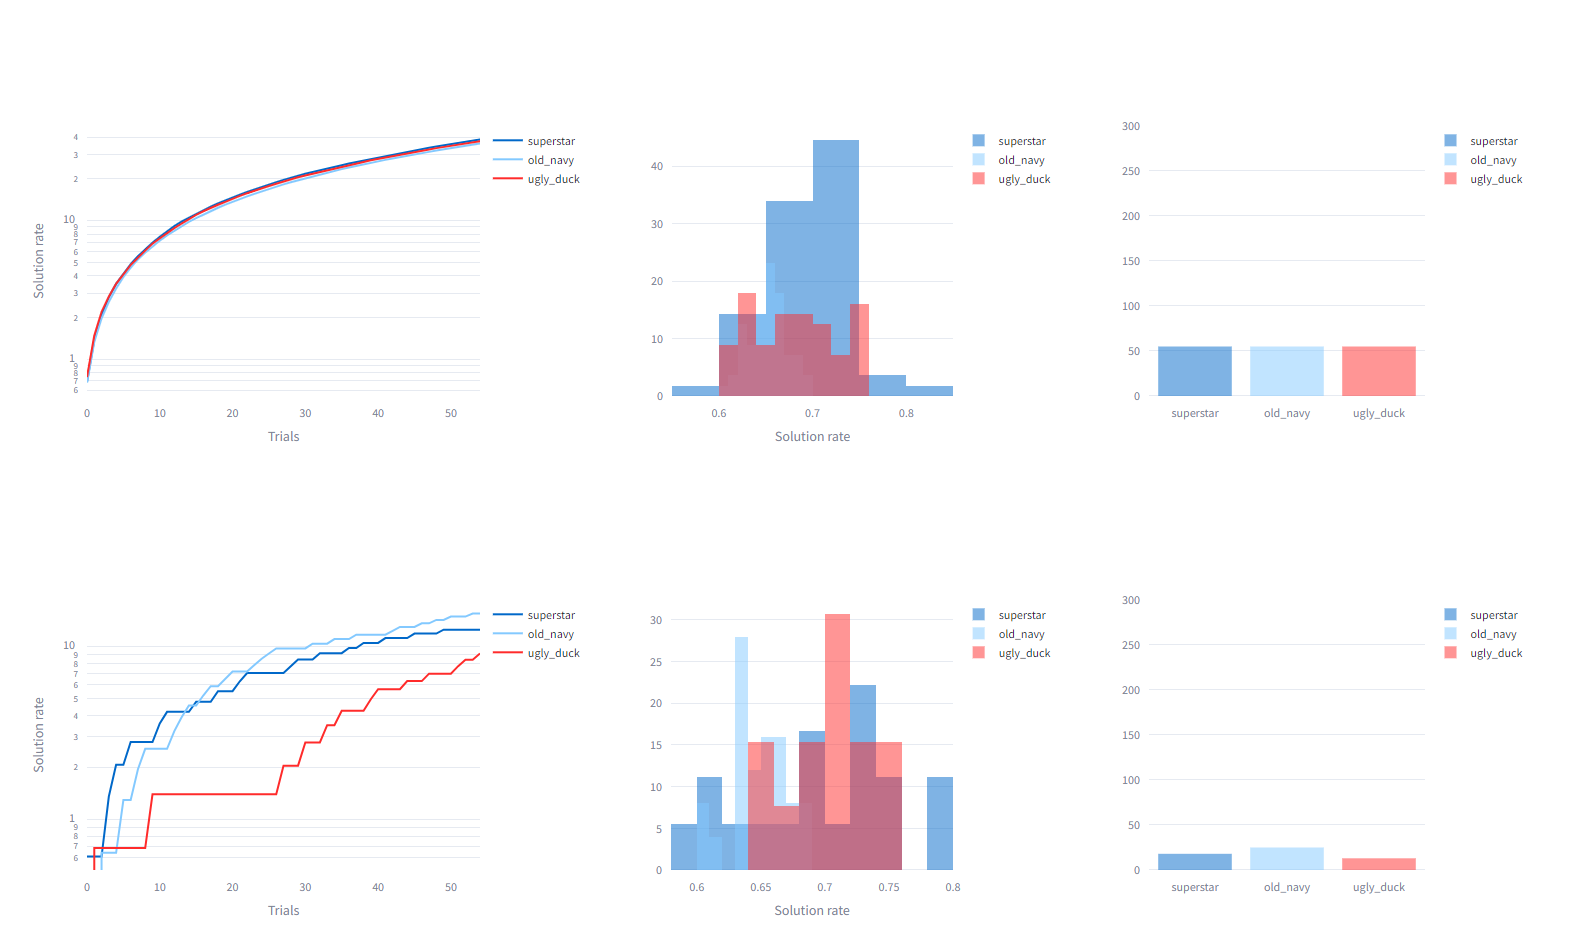 4
3
2
10
9
8
7
6
5
4
3
2
1
9
8
7
6
0 10 20 30 40 50
Trials
Solution rate
superstar
old_navy
ugly_duck
40
30
20
10
0
0.6 0.7 0.8
Solution rate
superstar
old_navy
ugly_duck
300
250
200
150
100
50
0
superstar old_navy ugly_duck
superstar
old_navy
ugly_duck
10
9
8
7
6
5
4
3
2
1
9
8
7
6
0 10 20 30 40 50
Trials
Solution rate
superstar
old_navy
ugly_duck
30
25
20
15
10
5
0
0.6 0.65 0.7 0.75 0.8
Solution rate
superstar
old_navy
ugly_duck
300
250
200
150
100
50
0
superstar old_navy ugly_duck
superstar
old_navy
ugly_duck